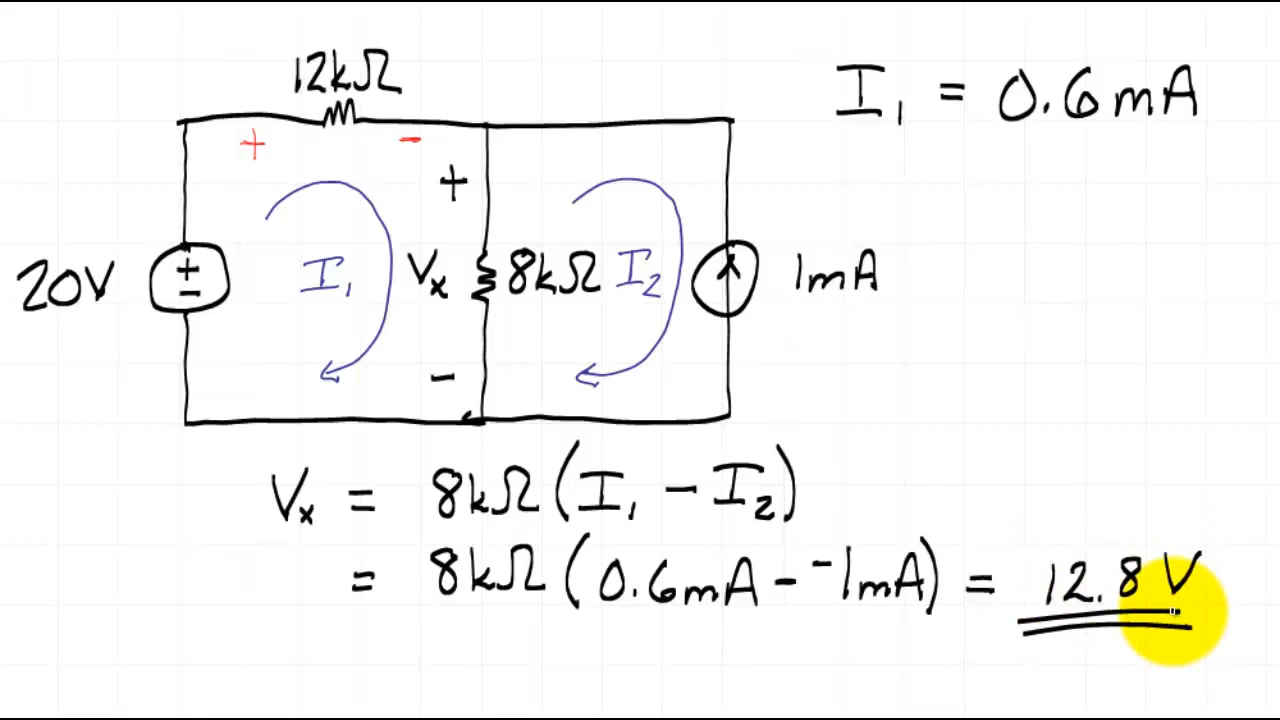 12kΩ
I₁ = 0.6mA
+ -
+
20V
+
-
I₁
Vₓ
8kΩ
I₂
1mA
-
Vₓ = 8kΩ(I₁ - I₂)
= 8kΩ(0.6mA - -1mA) = 12.8V